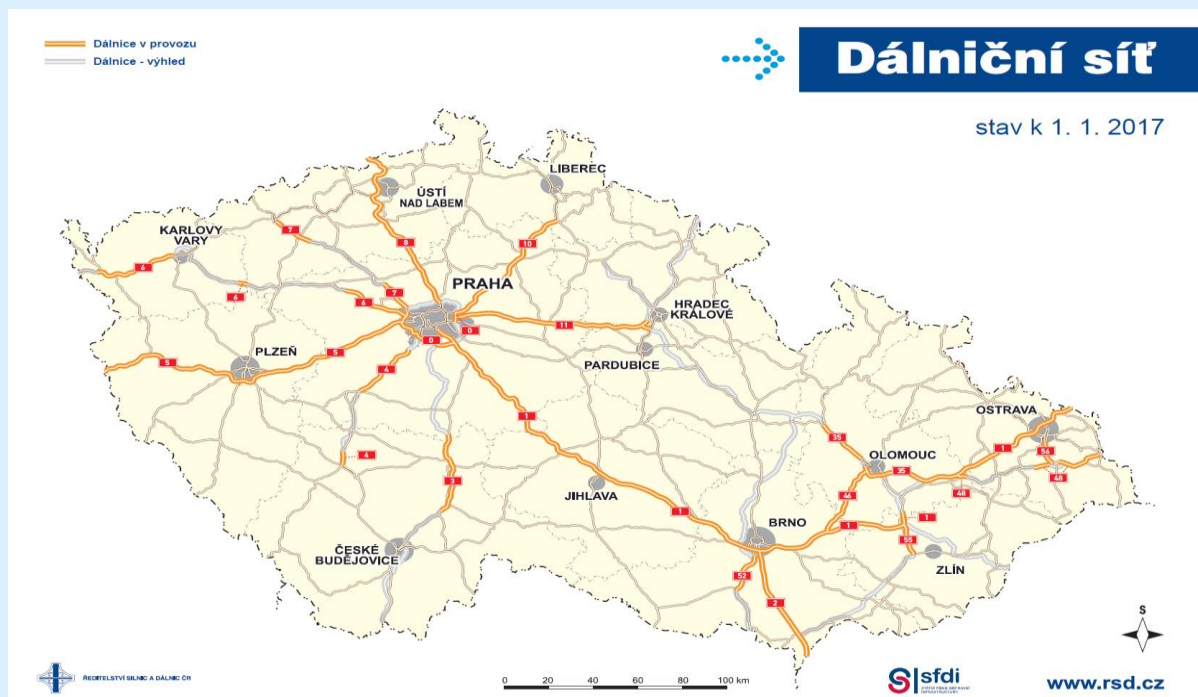 Dálnice v provozu
Dálnice - výhled
Dálniční síť
stav k 1. 1. 2017
LIBEREC
ÚSTÍ
NAD LABEM
7
8
10
KARLOVY
VARY
6
6
6
7
PRAHA
HRADEC
KRÁLOVÉ
11
0
0
PLZEŇ
5
5
4
PARDUBICE
1
OSTRAVA
35
1
56
4
OLOMOUC
35
48
48
3
JIHLAVA
46
1
BRNO
1
1
55
ČESKÉ
BUDĚJOVICE
ZLÍN
52
2
S
ŘEDITELSTVÍ SILNIC A DÁLNIC ČR
0 20 40 60 80 100 km
sfdi
www.rsd.cz